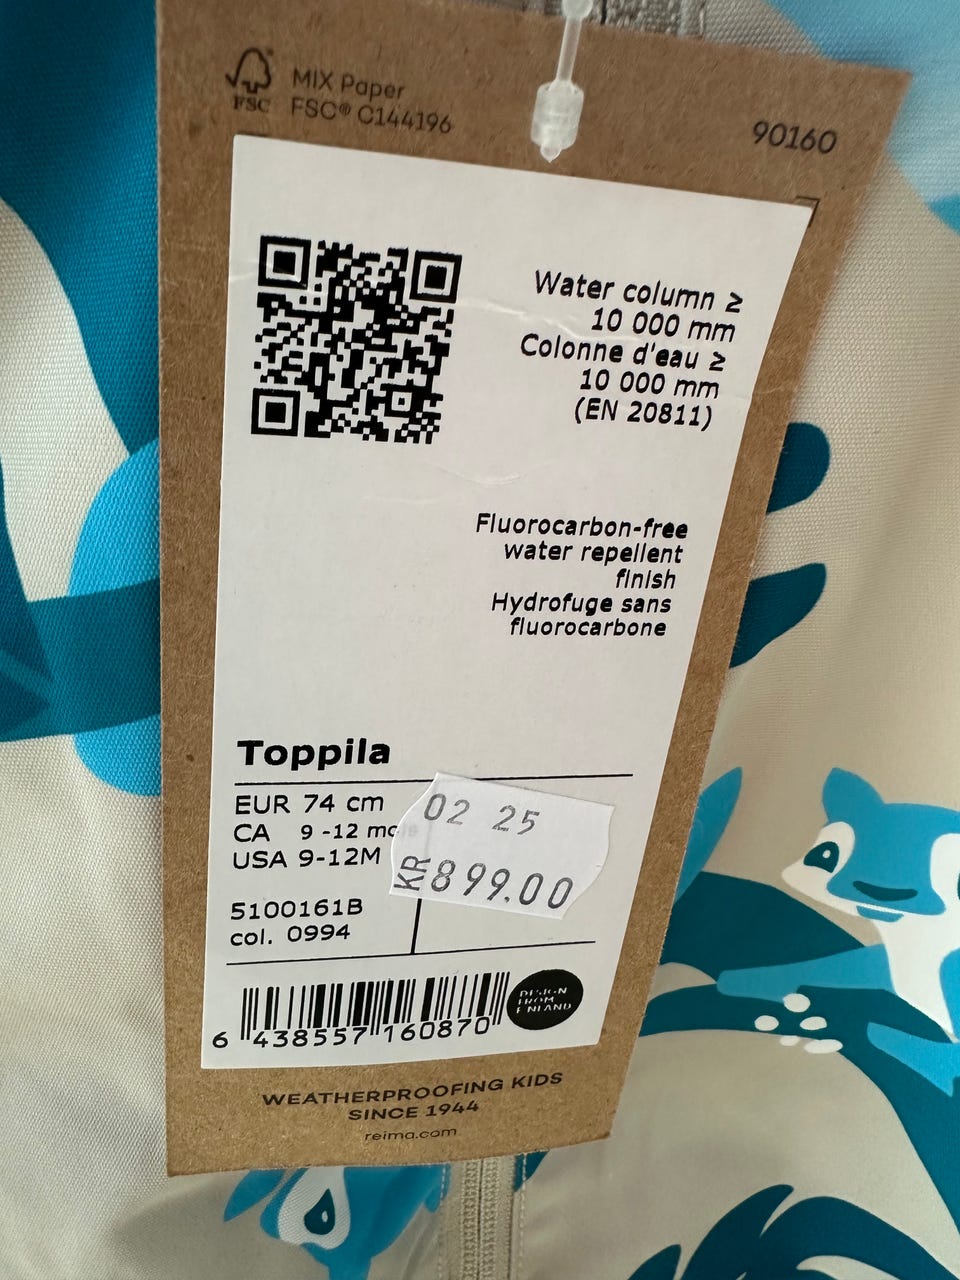 FSC
MIX Paper
FSC® C144196
90160
Water column ≥
10 000 mm
Colonne d'eau ≥
10 000 mm
(EN 20811)
Fluorocarbon-free
water repellent
finish
Hydrofuge sans
fluorocarbone
Toppila
EUR 74 cm
CA 9-12 mois
USA 9-12M
02 25
KR 899.00
5100161B
col. 0994
6 438557 160870
DESIGN
FROM
FINLAND
WEATHERPROOFING KIDS
SINCE 1944
reima.com